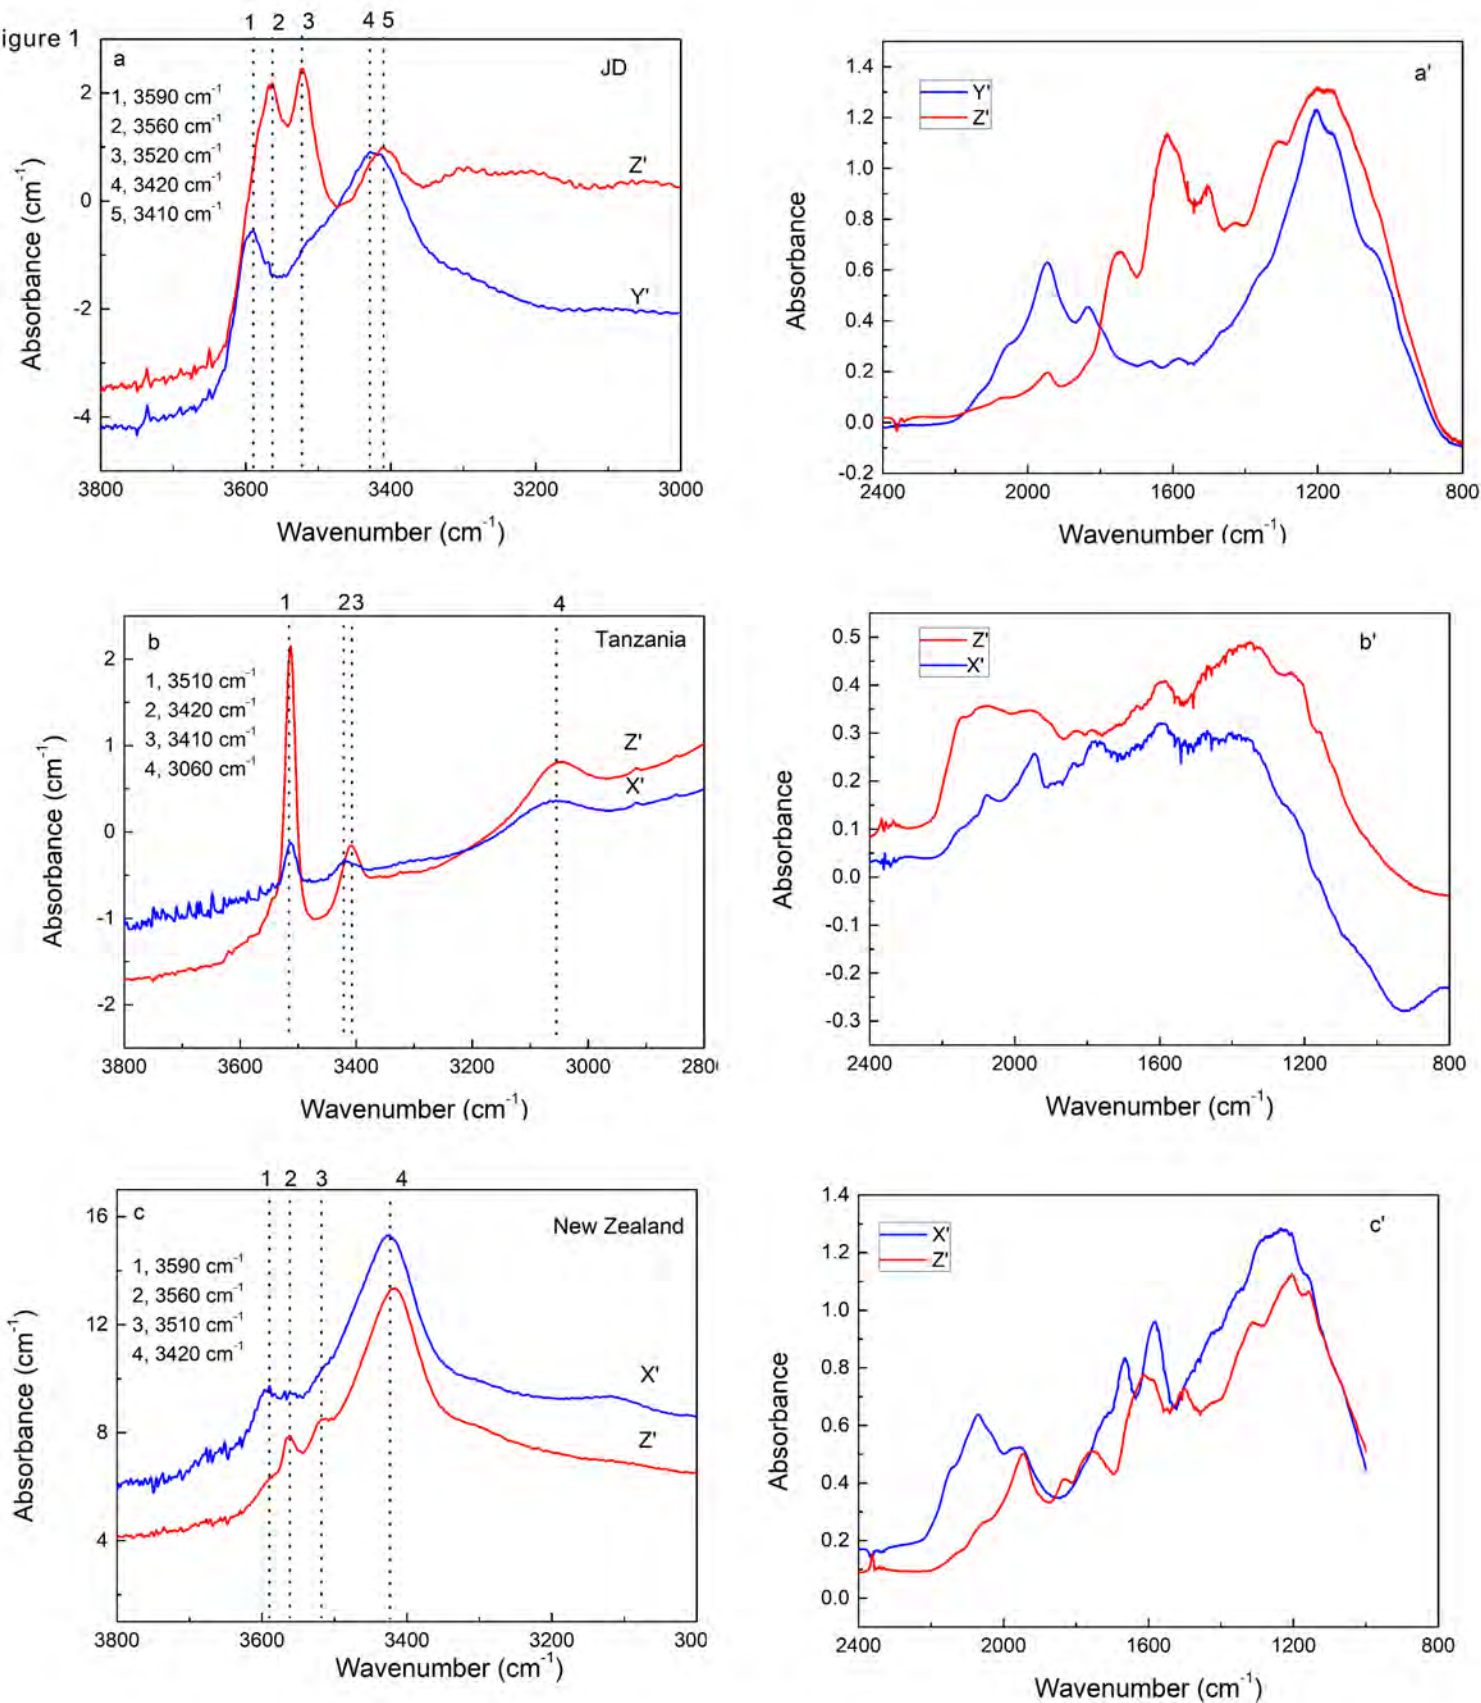 igure 1
1 2 3 4 5
a
JD
1, 3590 cm⁻¹
2, 3560 cm⁻¹
3, 3520 cm⁻¹
4, 3420 cm⁻¹
5, 3410 cm⁻¹
Z'
Y'
2
0
-2
-4
Absorbance (cm⁻¹)
3800 3600 3400 3200 3000
Wavenumber (cm⁻¹)
a'
Y'
Z'
1.4
1.2
1.0
0.8
0.6
0.4
0.2
0.0
-0.2
Absorbance
2400 2000 1600 1200 800
Wavenumber (cm⁻¹)
1 2 3 4
b
Tanzania
1, 3510 cm⁻¹
2, 3420 cm⁻¹
3, 3410 cm⁻¹
4, 3060 cm⁻¹
Z'
X'
2
1
0
-1
-2
Absorbance (cm⁻¹)
3800 3600 3400 3200 3000 2800
Wavenumber (cm⁻¹)
b'
Z'
X'
0.5
0.4
0.3
0.2
0.1
0.0
-0.1
-0.2
-0.3
Absorbance
2400 2000 1600 1200 800
Wavenumber (cm⁻¹)
1 2 3 4
c
New Zealand
1, 3590 cm⁻¹
2, 3560 cm⁻¹
3, 3510 cm⁻¹
4, 3420 cm⁻¹
X'
Z'
16
12
8
4
Absorbance (cm⁻¹)
3800 3600 3400 3200 300
Wavenumber (cm⁻¹)
c'
X'
Z'
1.4
1.2
1.0
0.8
0.6
0.4
0.2
0.0
Absorbance
2400 2000 1600 1200 800
Wavenumber (cm⁻¹)